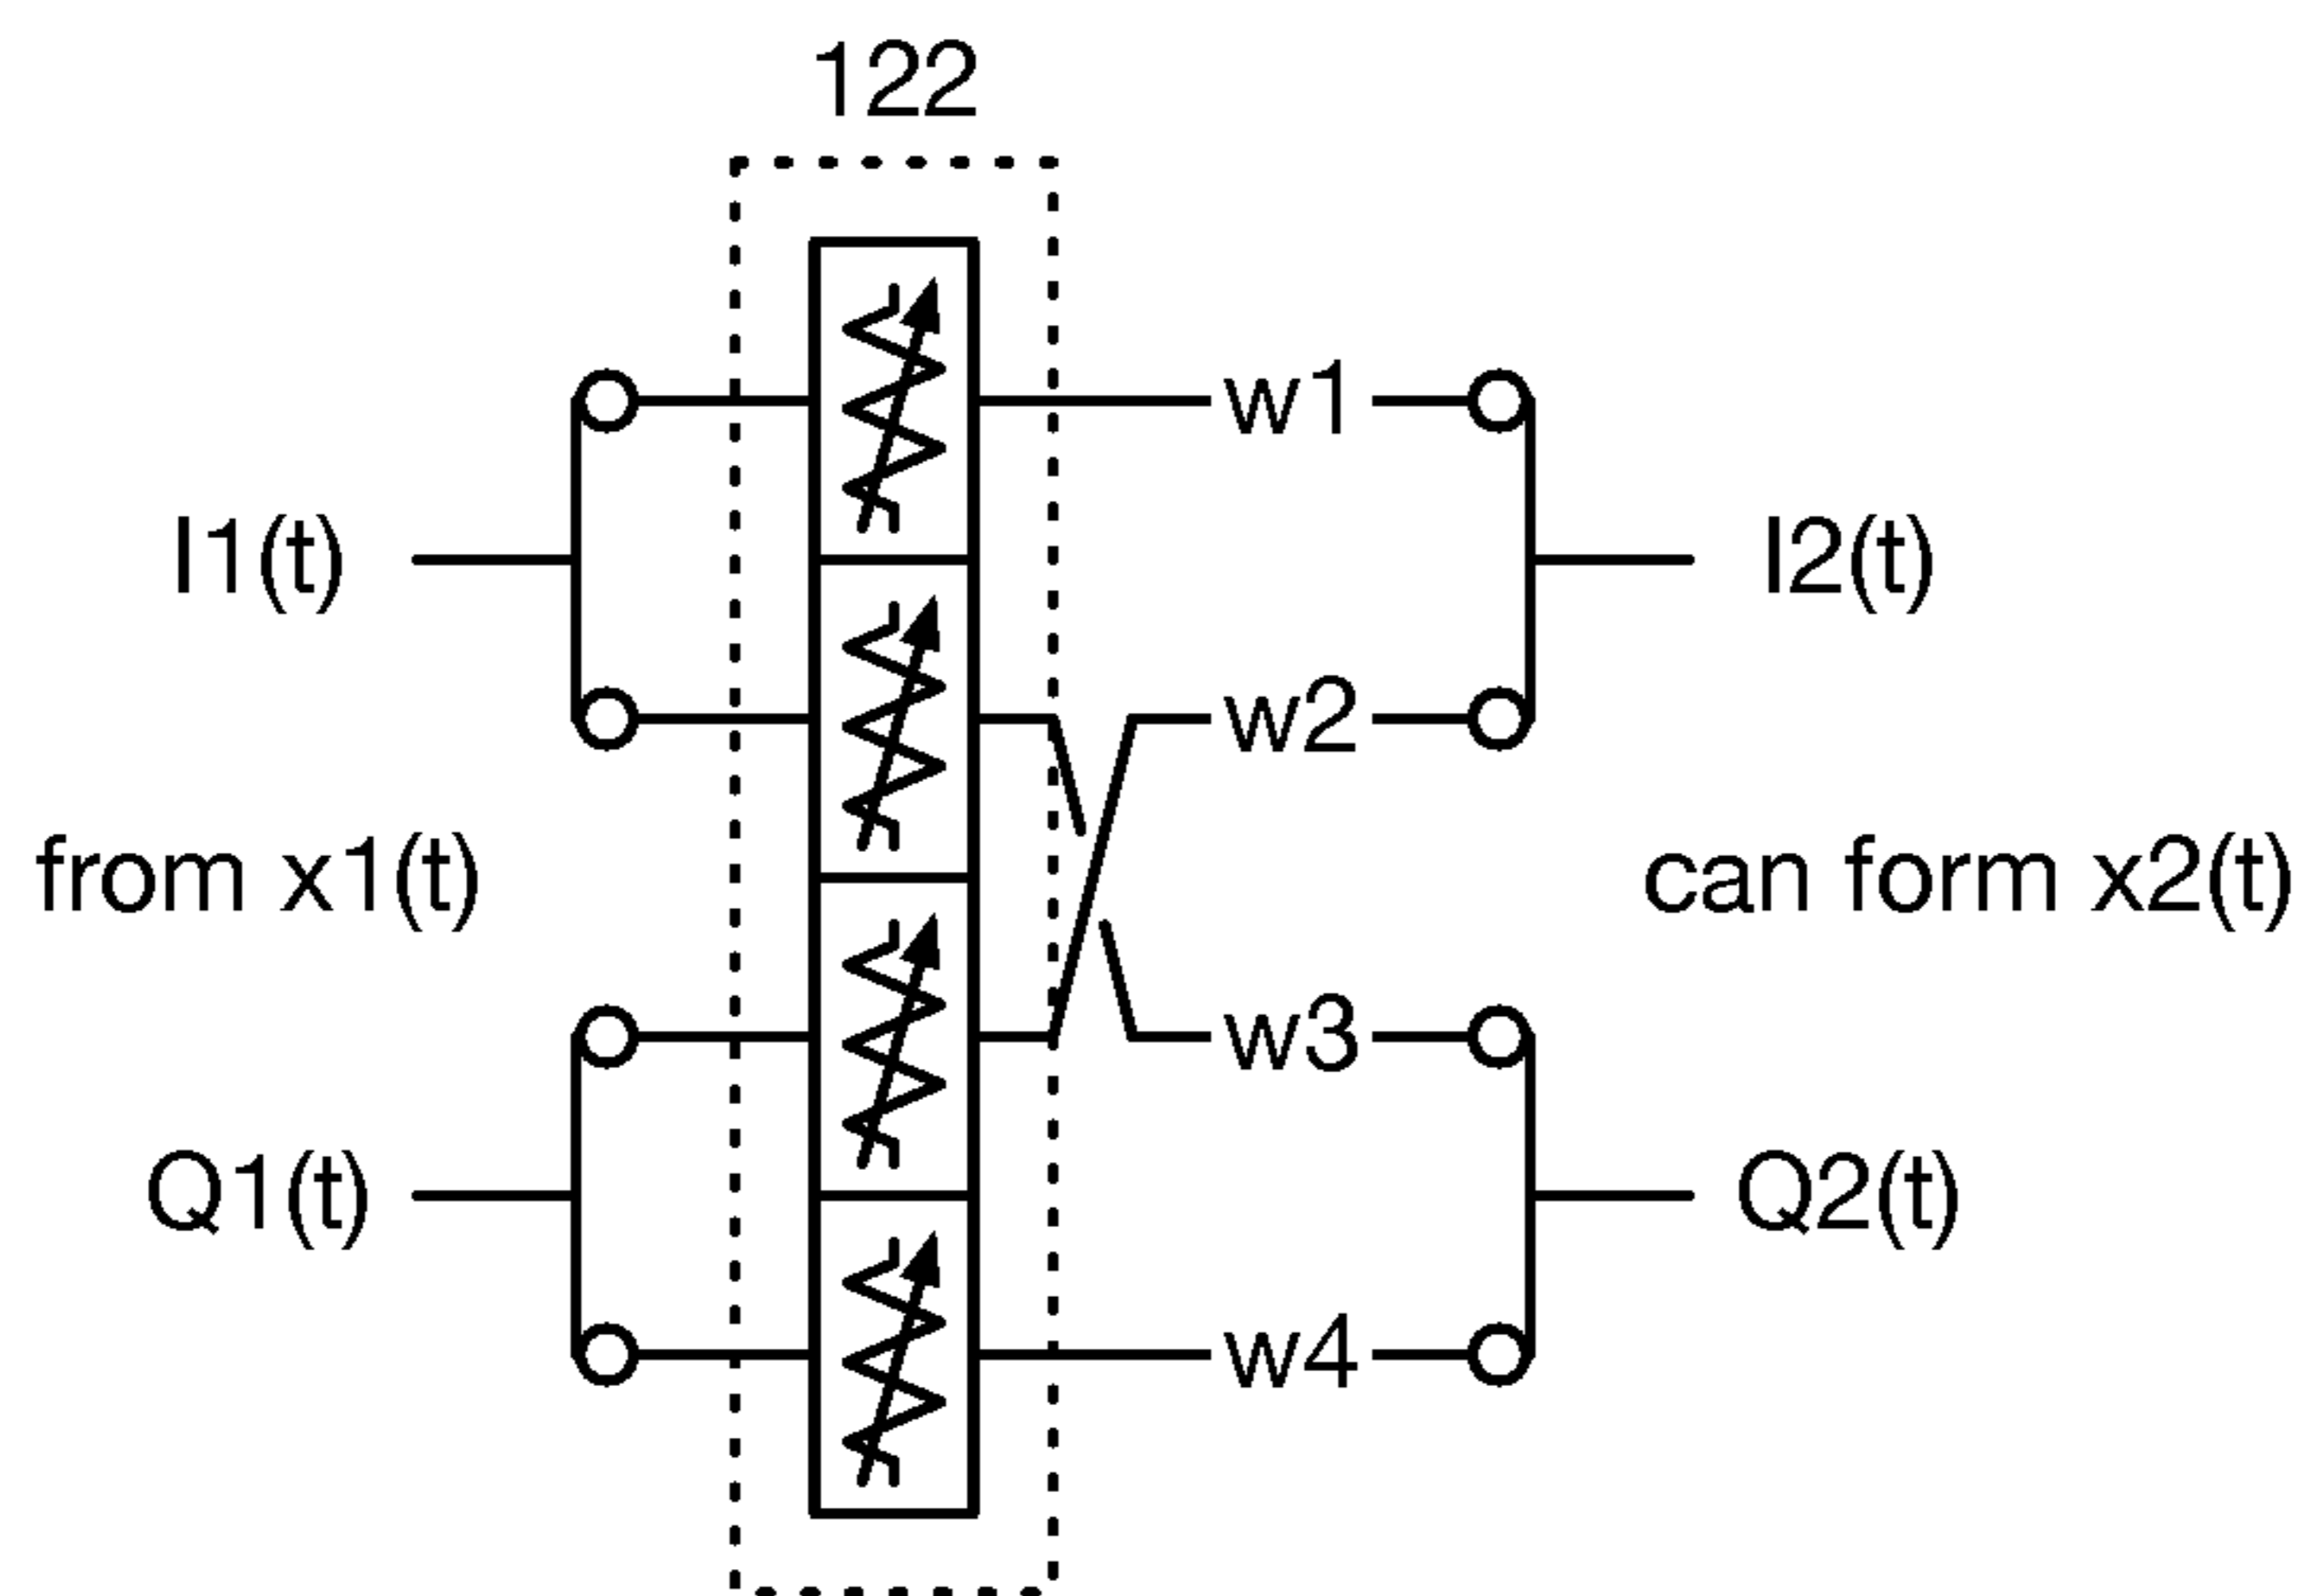 122
w1
I1(t)
I2(t)
w2
from x1(t)
can form x2(t)
w3
Q1(t)
Q2(t)
w4